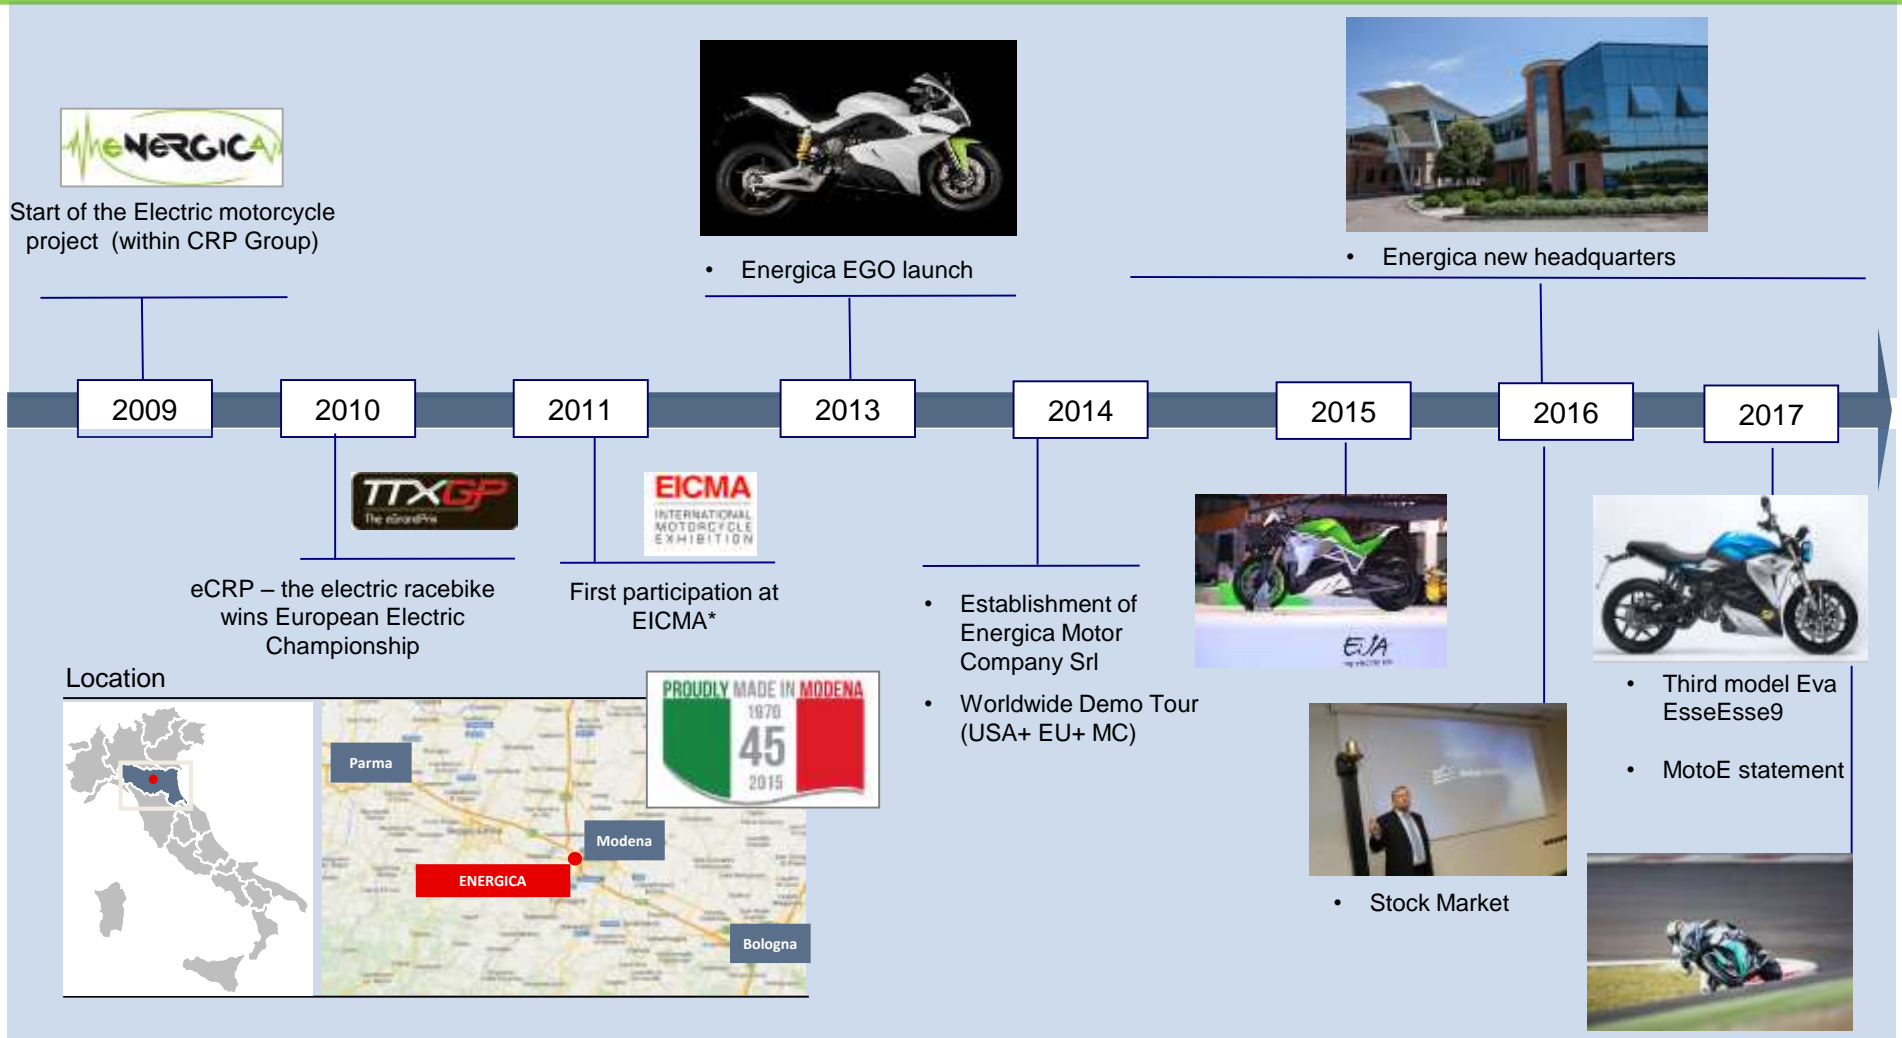 eNERGICA
Start of the Electric motorcycle
project (within CRP Group)
• Energica EGO launch
• Energica new headquarters
2009
2010
2011
2013
2014
2015
2016
2017
TTXGP
The eGrandPrix
eCRP – the electric racebike
wins European Electric
Championship
EICMA
INTERNATIONAL
MOTORCYCLE
EXHIBITION
First participation at
EICMA*
• Establishment of
Energica Motor
Company Srl
• Worldwide Demo Tour
(USA+ EU+ MC)
EVA
• Stock Market
• Third model Eva
EsseEsse9
• MotoE statement
Location
PROUDLY MADE IN MODENA
1970
45
2015
Parma
Modena
ENERGICA
Bologna